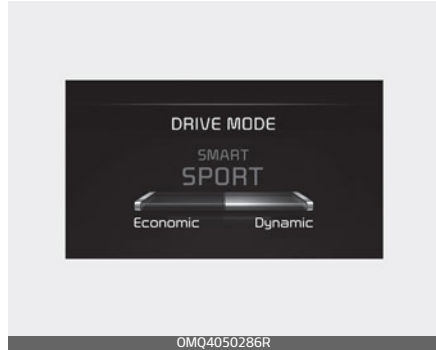 DRIVE MODE
SMART
SPORT
Economic Dynamic
OMQ4050286R